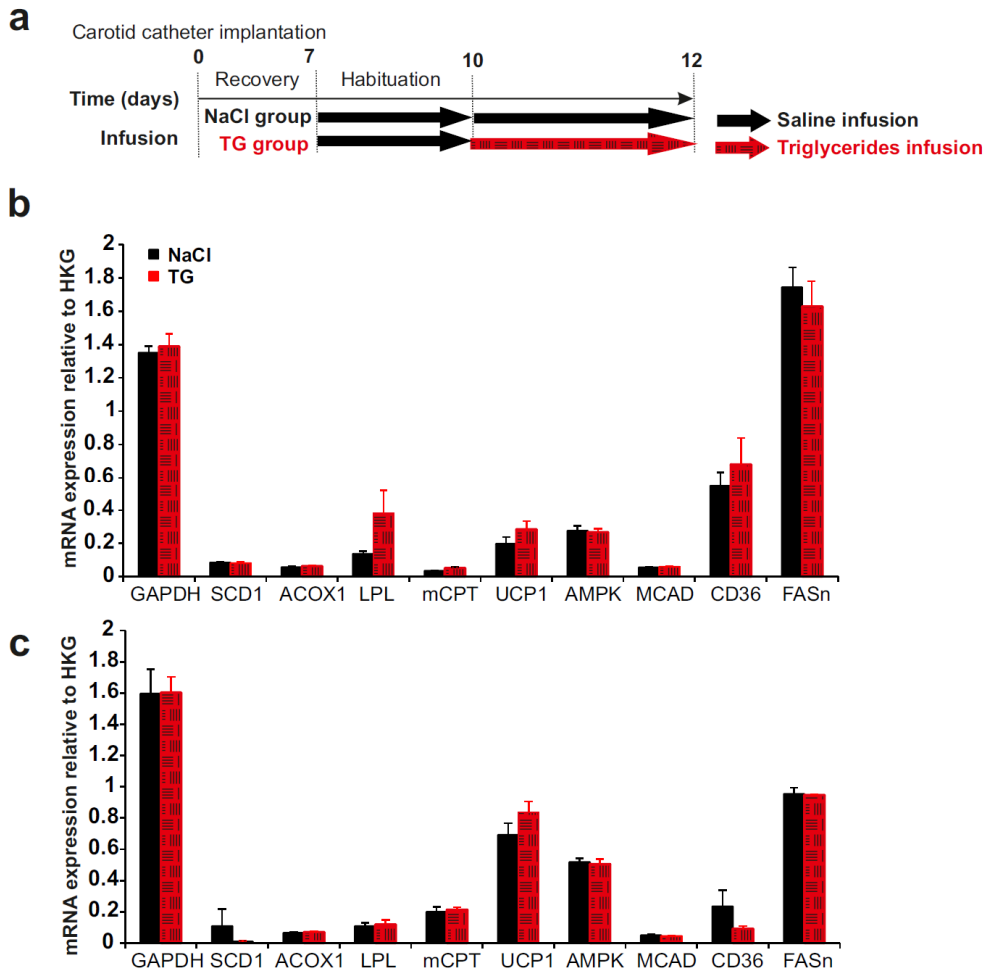 a
Carotid catheter implantation
0 7 10 12
Recovery Habituation
Time (days)
NaCl group
Infusion
TG group
Saline infusion
Triglycerides infusion
b
mRNA expression relative to HKG
2
1.8
1.6
1.4
1.2
1
0.8
0.6
0.4
0.2
0
NaCl
TG
GAPDH SCD1 ACOX1 LPL mCPT UCP1 AMPK MCAD CD36 FASn
c
mRNA expression relative to HKG
2
1.8
1.6
1.4
1.2
1
0.8
0.6
0.4
0.2
0
GAPDH SCD1 ACOX1 LPL mCPT UCP1 AMPK MCAD CD36 FASn